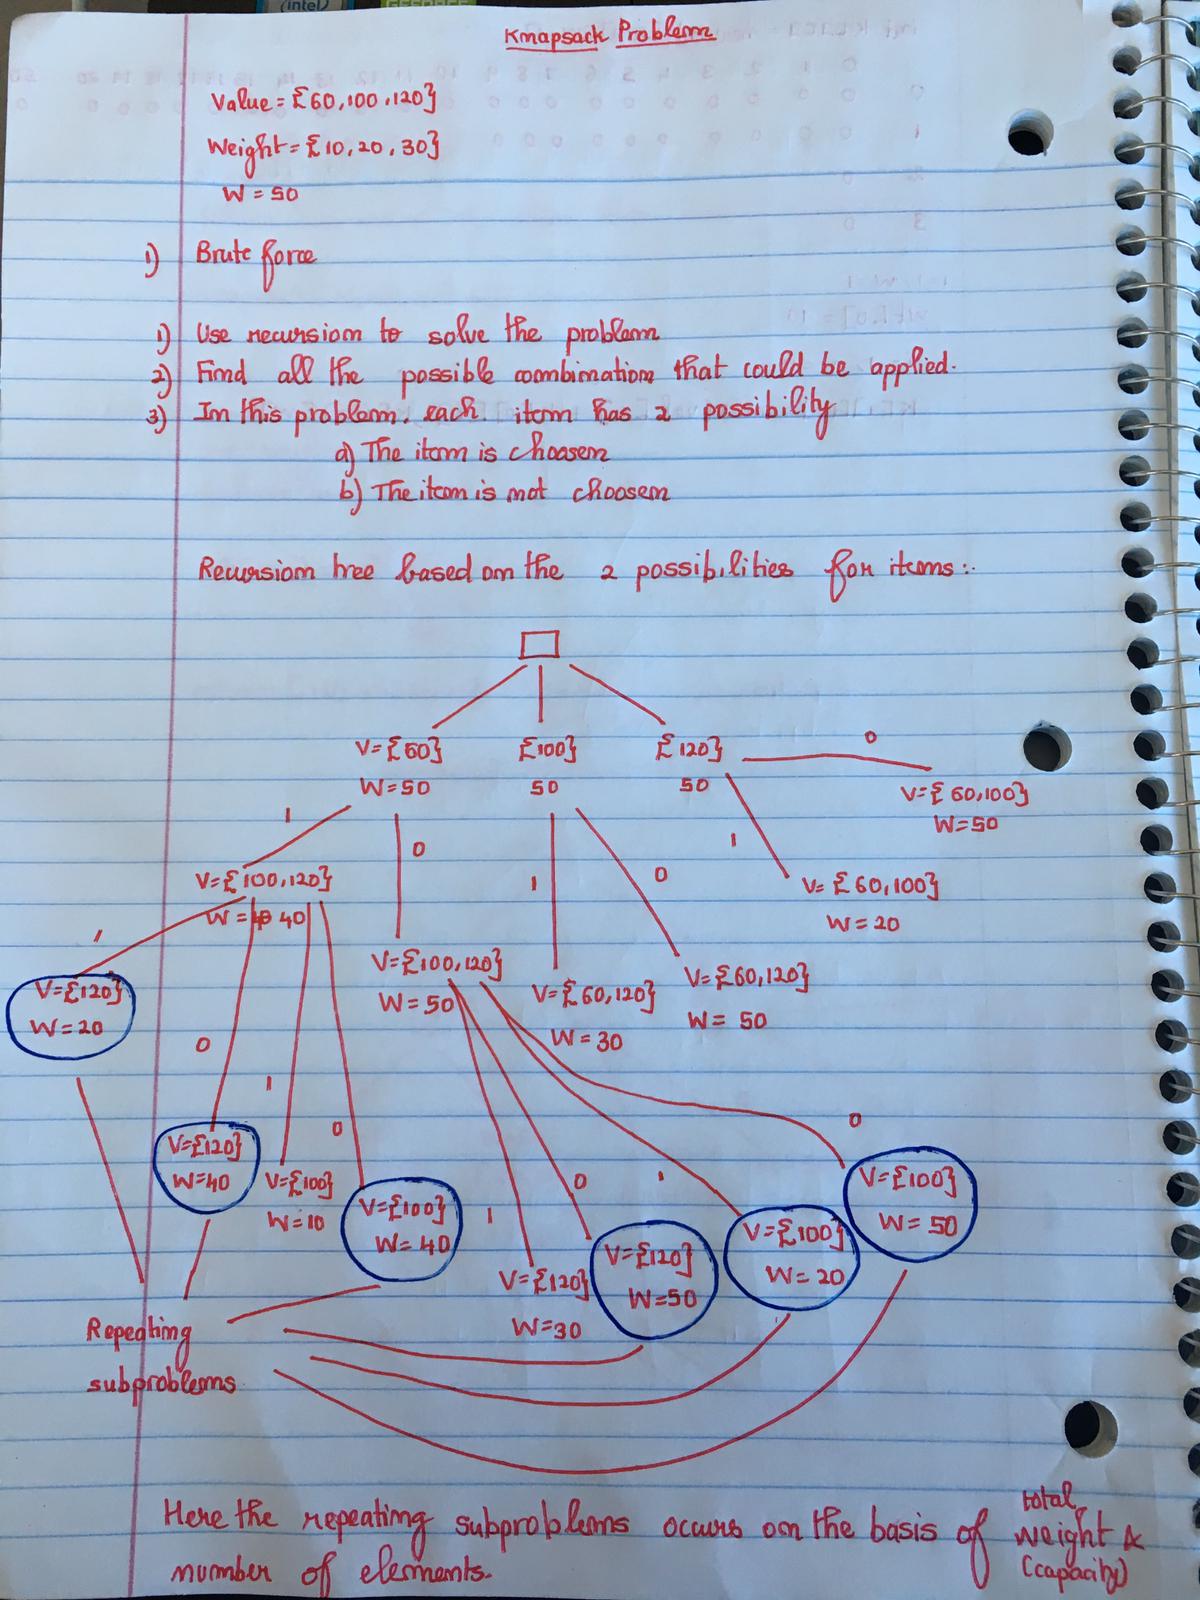 (intel)
Knapsack Problem
Value = {60,100,120}
Weight = {10, 20, 30}
W = 50
1) Brute force
1) Use recursion to solve the problem
2) Find all the possible combinations that could be applied.
3) In this problem, each item has 2 possibility
a) The item is choosen
b) The item is not choosen
Recursion tree based on the 2 possibilities for items:
V={60} {100} {120} 0
W=50 50 50
V={60,100}
W=50
1 0 1 0 1
V={100,120} V={60,100}
W=40 W=20
1
V={100,120} V={60,120} V={60,120}
W=50 W=30 W=50
V={120}
W=20
0 1 0 0 1 0 1
V={120} V={100} V={100} V={100}
W=40 W=10 W=40 W=50
V={120} V={120} V={100}
W=30 W=50 W=20
Repeating
subproblems
Here the repeating subproblems occurs on the basis of total weight &
(capacity)
number of elements.